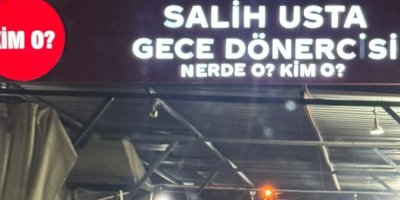 KİM O?
SALİH USTA
GECE DÖNERCİSİ
NERDE O? KİM O?